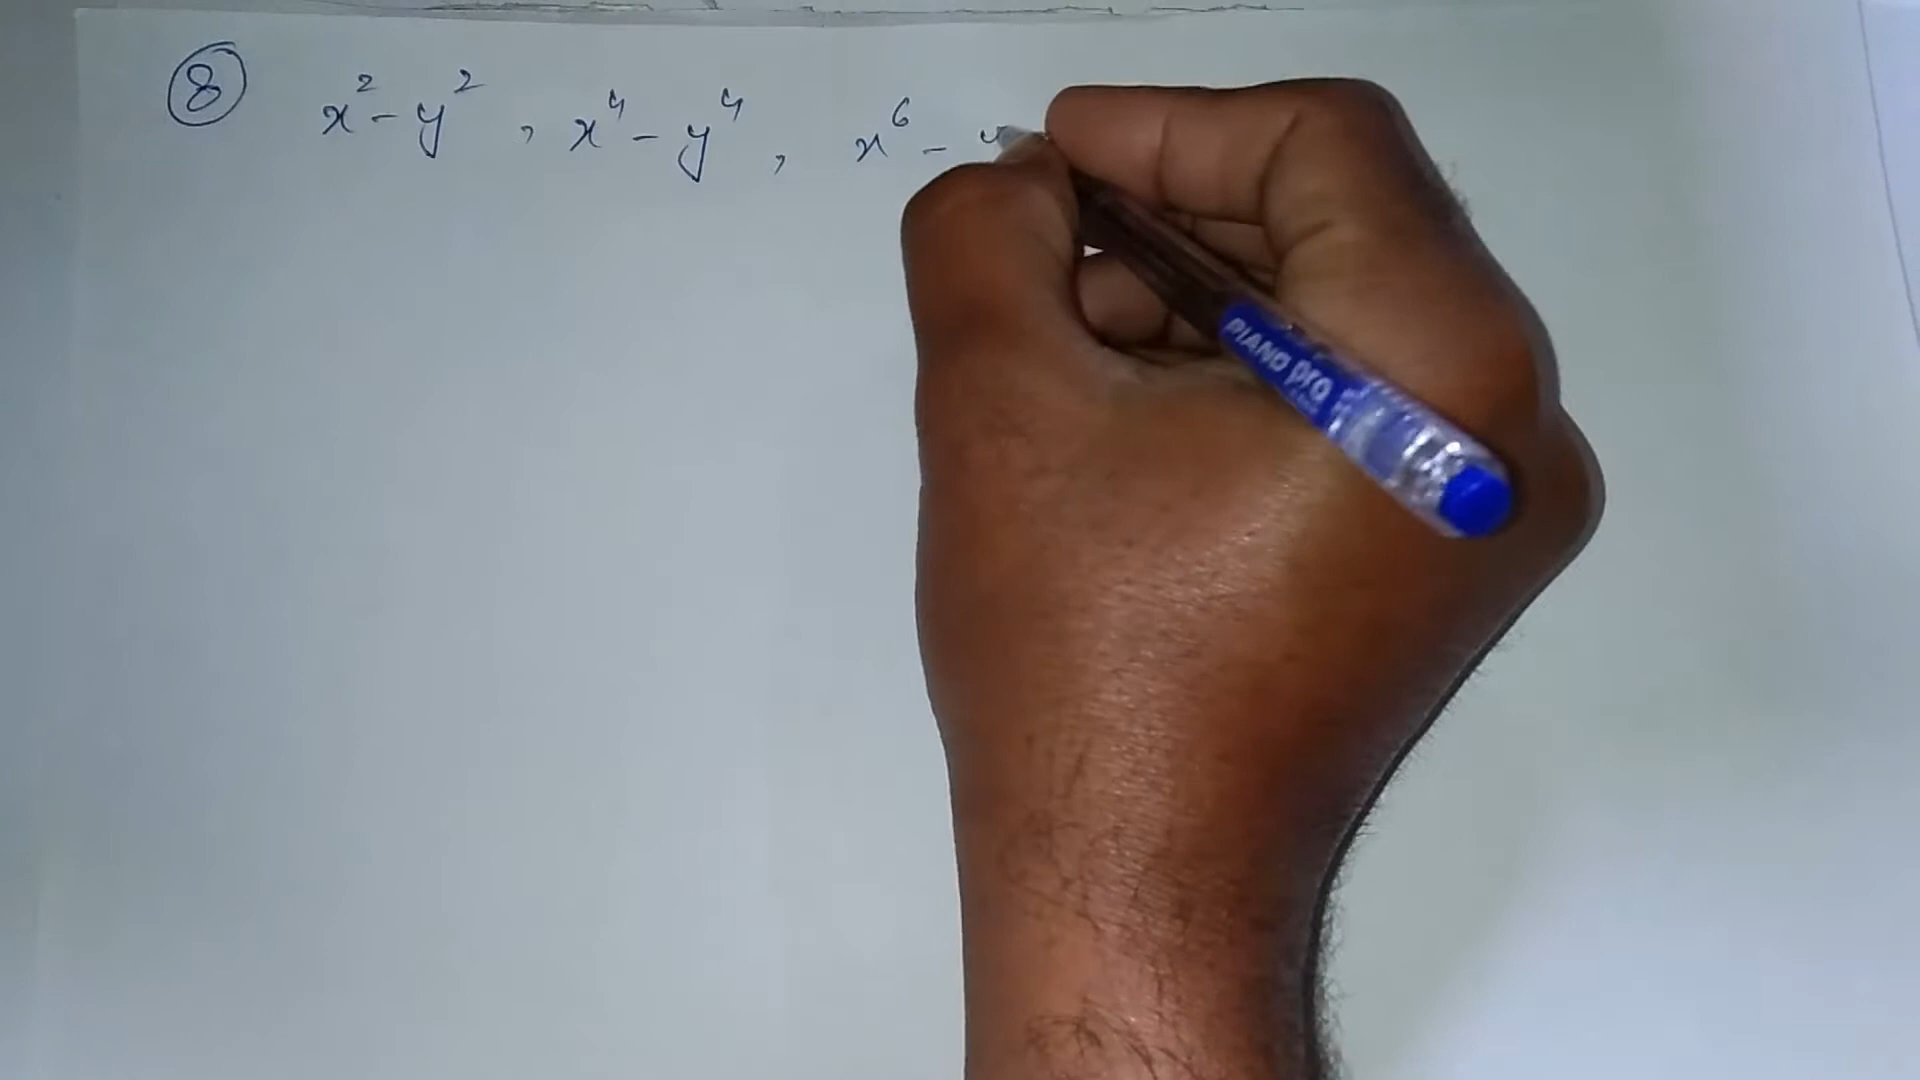 ⑧ x² - y² , x⁴ - y⁴ , x⁶ -
PIANO pro